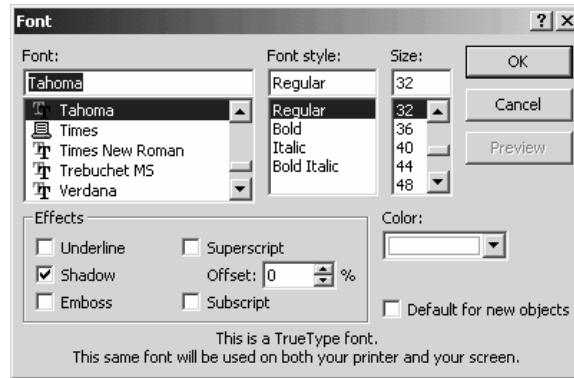 Font
Font: Font style: Size:
Tahoma Regular 32
Tahoma Regular 32
Times Bold 36
Times New Roman Italic 40
Trebuchet MS Bold Italic 44
Verdana 48
OK
Cancel
Preview
Effects
Underline Superscript
Shadow Offset: 0 %
Emboss Subscript
Color:
Default for new objects
This is a TrueType font.
This same font will be used on both your printer and your screen.